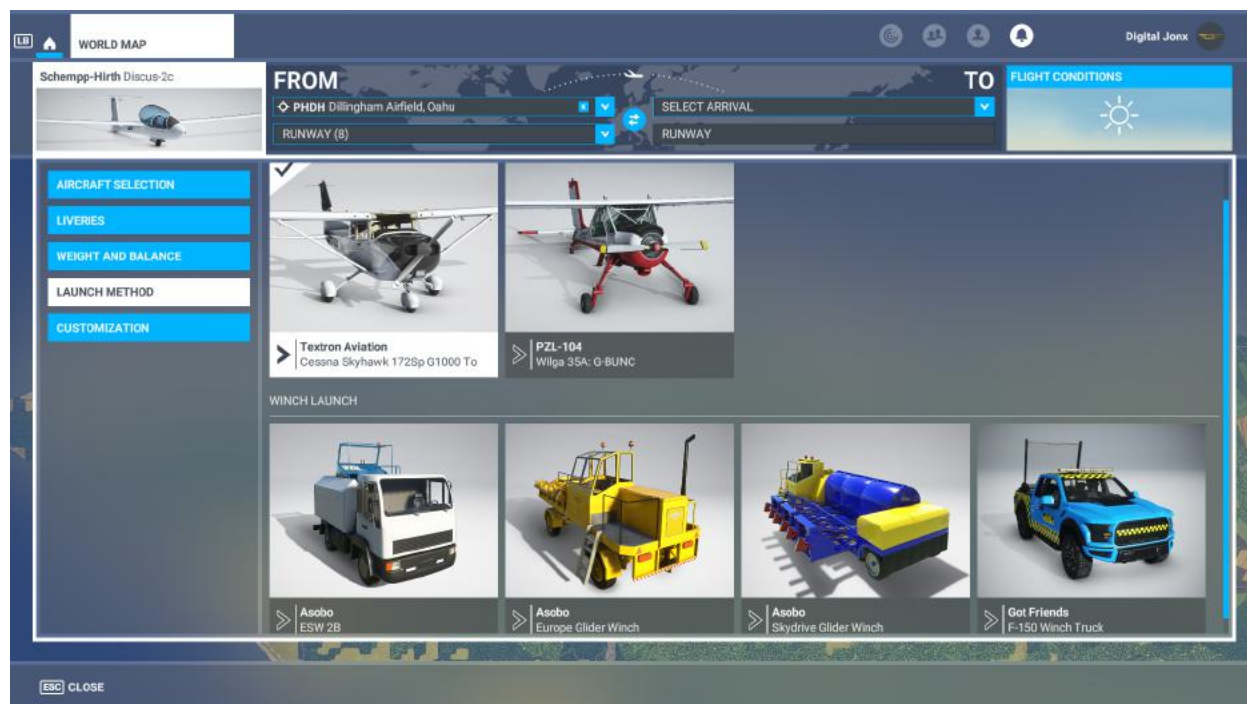 LB
WORLD MAP
Digital Jonx
Schempp-Hirth Discus-2c
FROM
TO
PHDH Dillingham Airfield, Oahu
x
SELECT ARRIVAL
RUNWAY (8)
RUNWAY
FLIGHT CONDITIONS
AIRCRAFT SELECTION
LIVERIES
WEIGHT AND BALANCE
LAUNCH METHOD
CUSTOMIZATION
Textron Aviation
Cessna Skyhawk 172Sp G1000 To
PZL-104
Wilga 35A: G-BUNC
WINCH LAUNCH
Asobo
ESW 2B
Asobo
Europe Glider Winch
Asobo
Skydrive Glider Winch
Got Friends
F-150 Winch Truck
ESC CLOSE